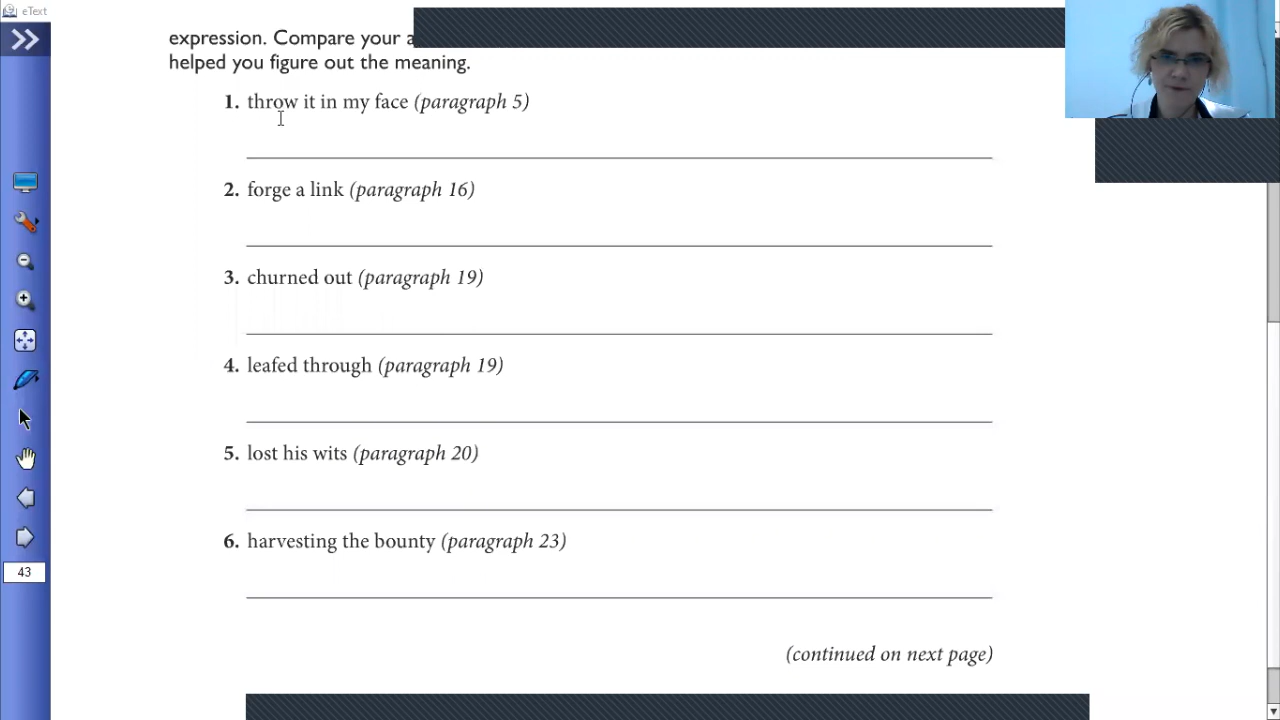 eText
expression. Compare your a
helped you figure out the meaning.
1. throw it in my face (paragraph 5)
2. forge a link (paragraph 16)
3. churned out (paragraph 19)
4. leafed through (paragraph 19)
5. lost his wits (paragraph 20)
6. harvesting the bounty (paragraph 23)
43
(continued on next page)